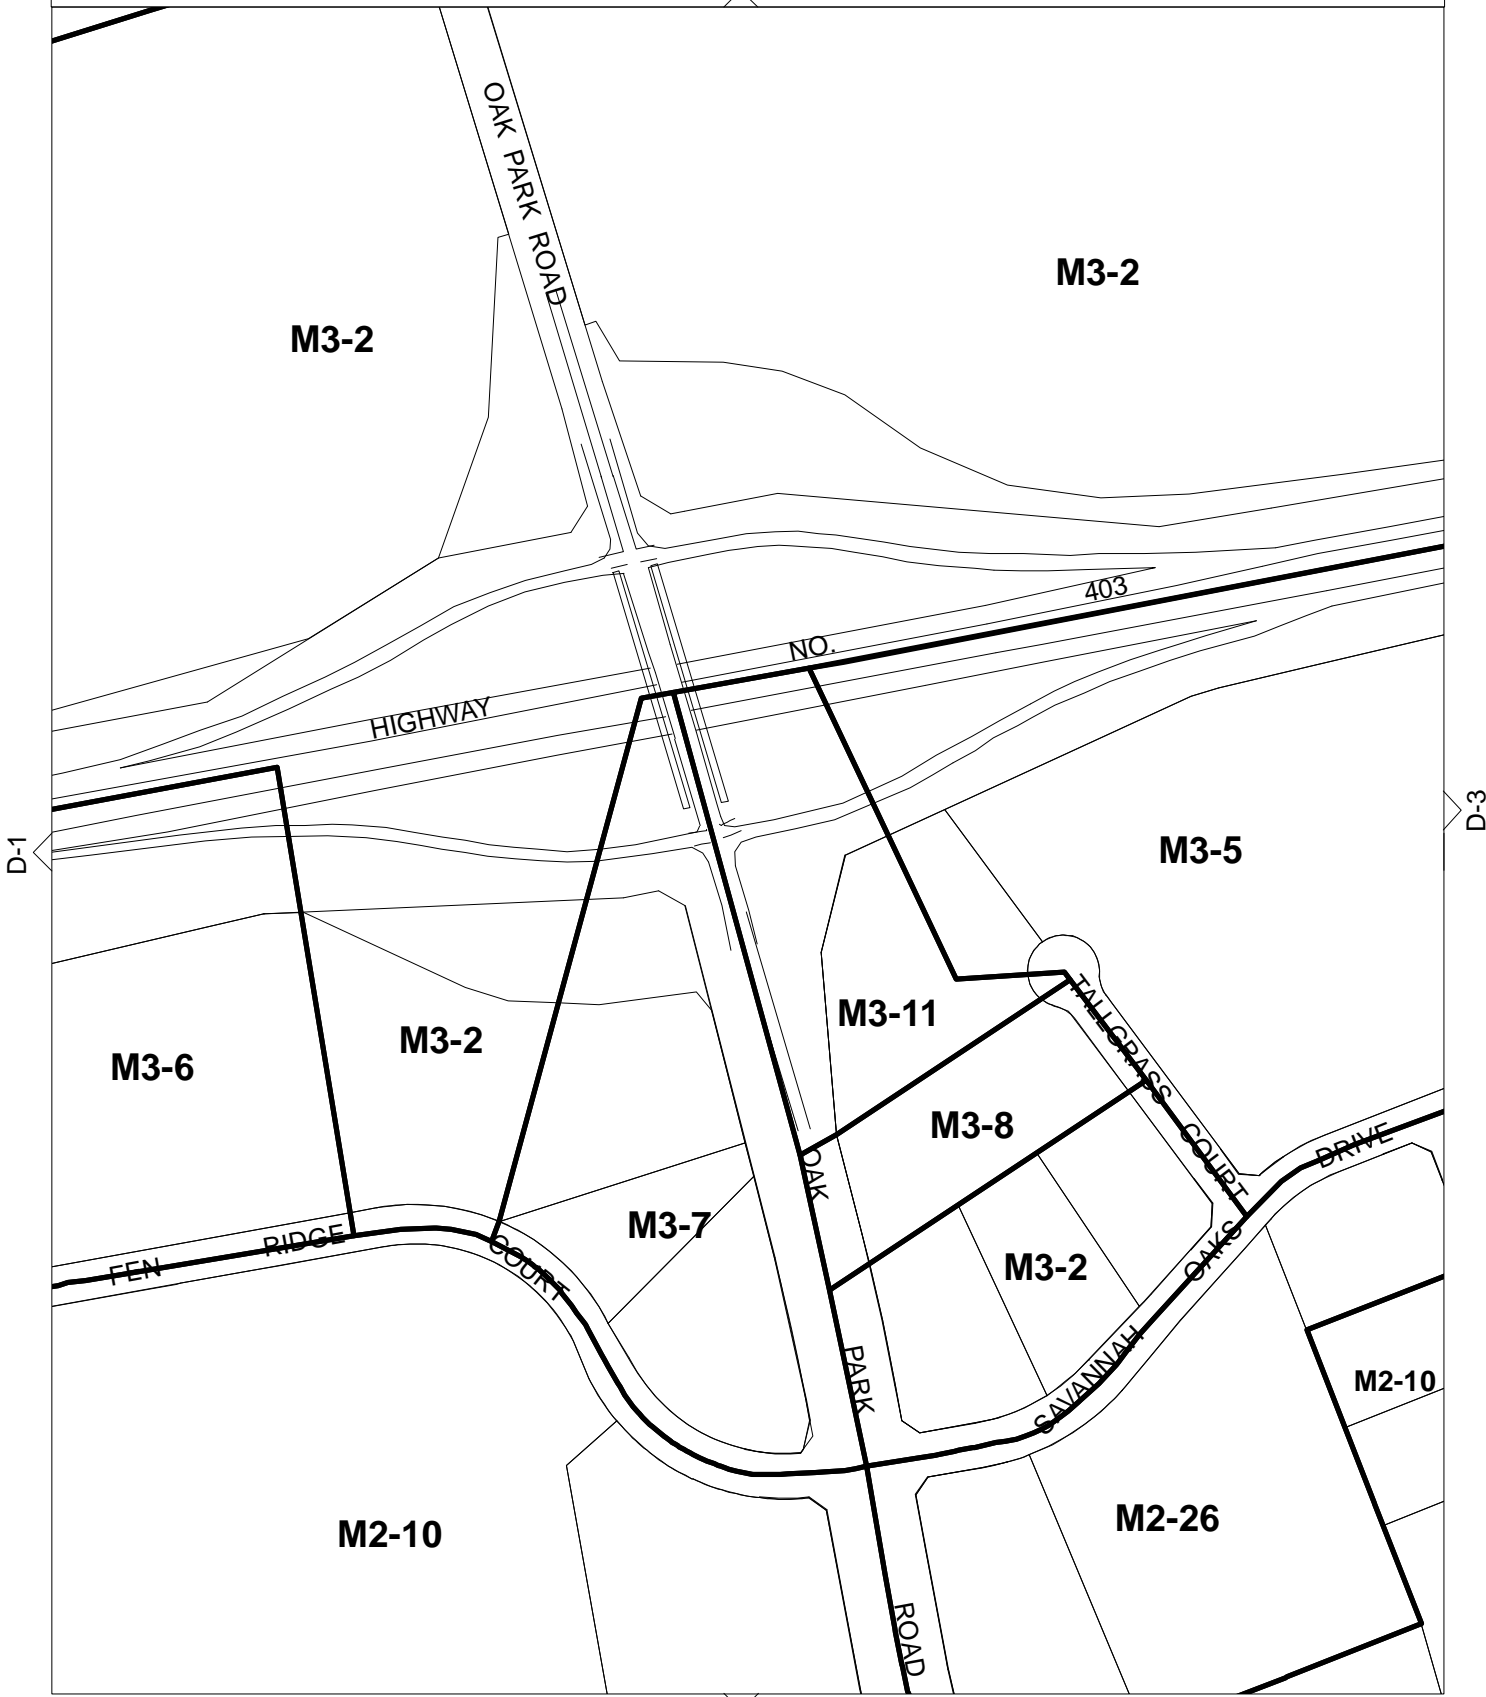 OAK PARK ROAD
M3-2
M3-2
403
NO.
HIGHWAY
D-1
D-3
M3-5
M3-11
M3-2
M3-6
TALLGRASS COURT
M3-8
DRIVE
OAK
M3-7
FEN RIDGE COURT
M3-2
OAKS
SAVANNAH
PARK
M2-10
M2-26
M2-10
ROAD